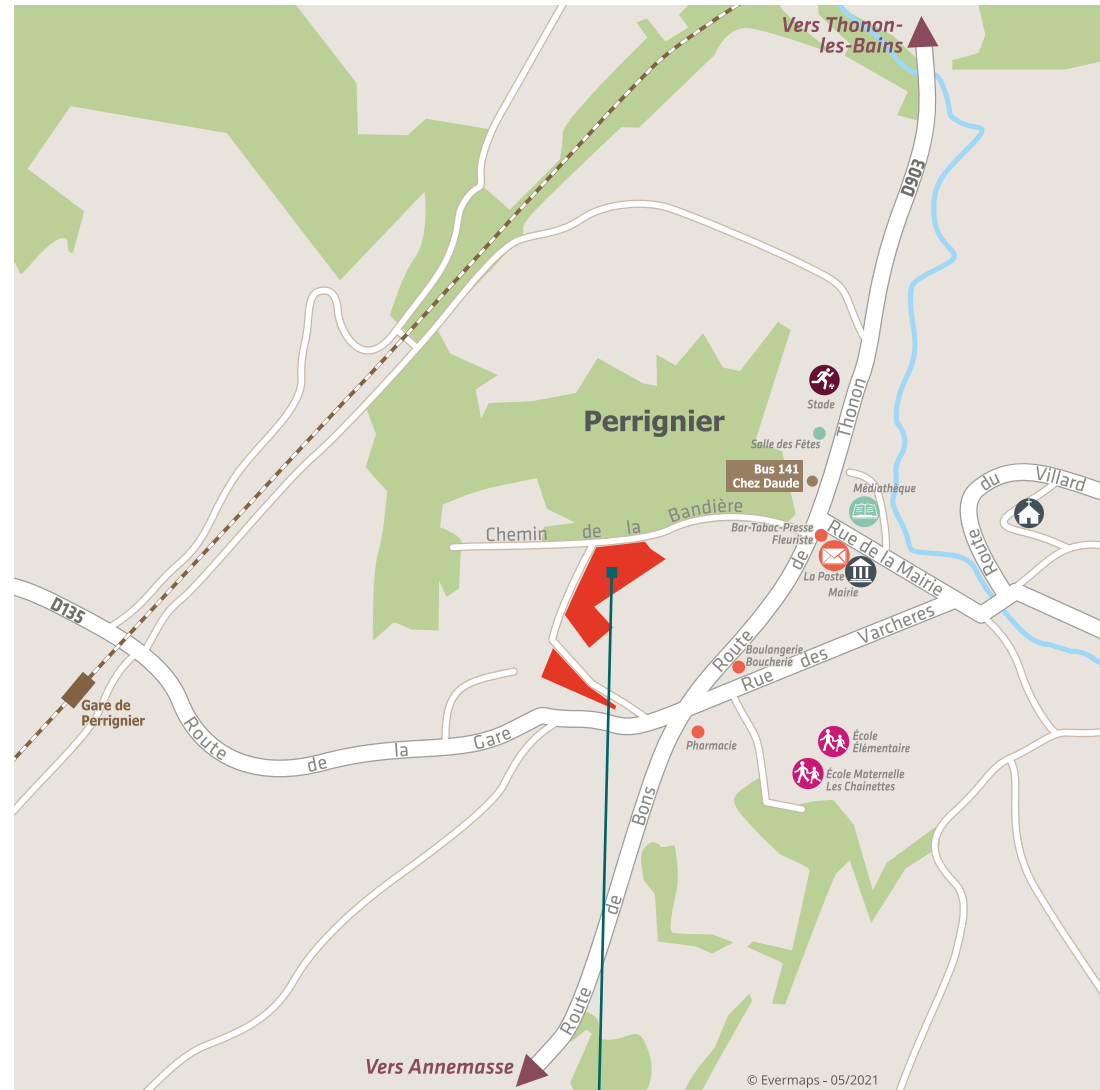 Vers Thonon-
les-Bains
D903
Perrignier
Stade
Salle des Fêtes
Thonon
Bus 141
Chez Daude
Médiathèque
du Villard
Route
Chemin de la Bandière
Bar-Tabac-Presse
Fleuriste
de
Rue de la Mairie
La Poste
Mairie
D135
Boulangerie
Boucherie
Route
Rue des Varcheres
Gare de
Perrignier
Route de la Gare
Pharmacie
École
Élémentaire
École Maternelle
Les Chainettes
Route de Bons
Vers Annemasse
© Evermaps - 05/2021